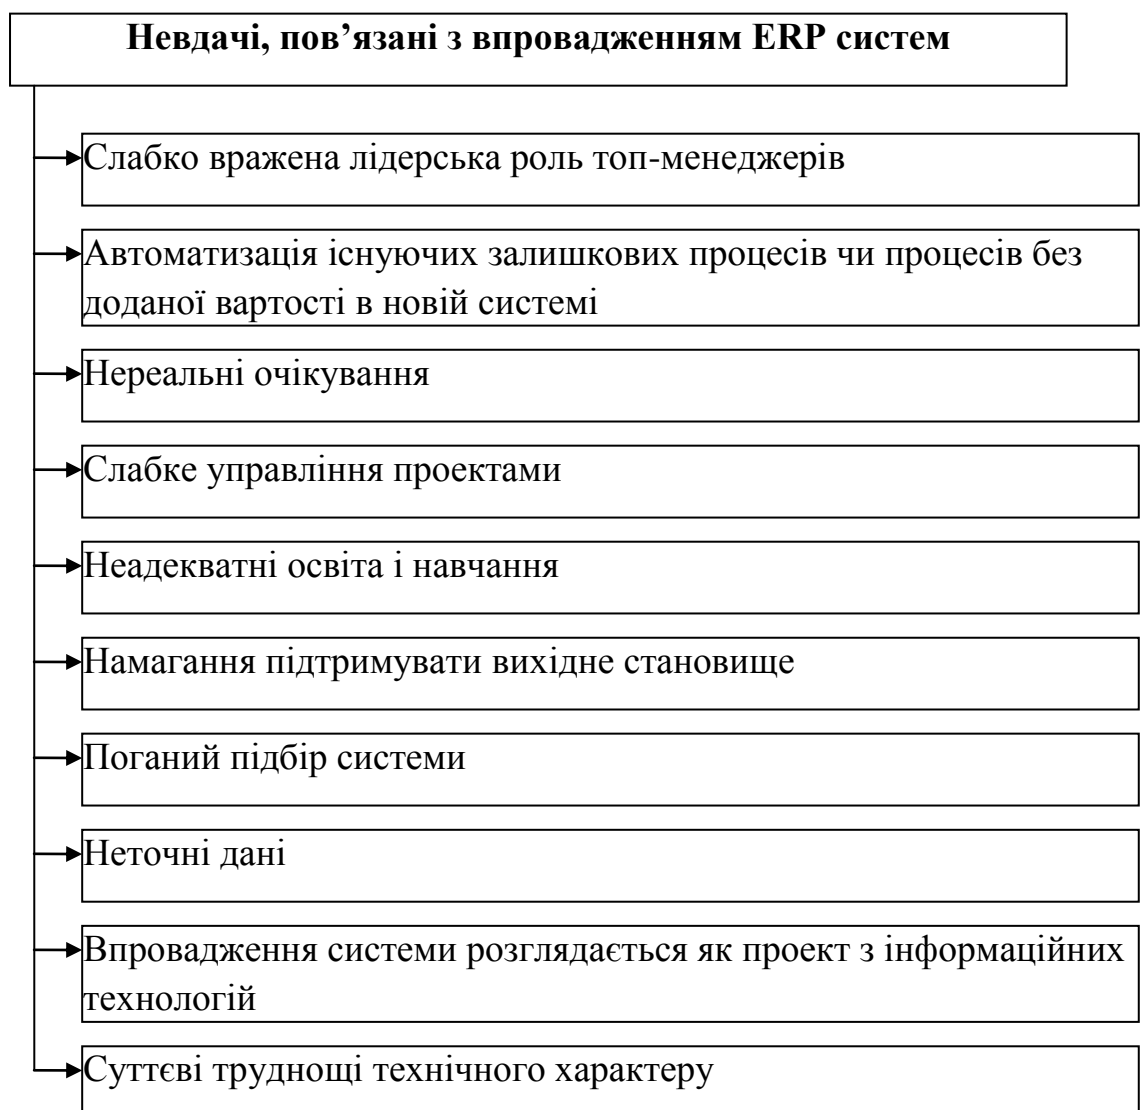 Невдачі, пов’язані з впровадженням ERP систем
Слабко вражена лідерська роль топ-менеджерів
Автоматизація існуючих залишкових процесів чи процесів без
доданої вартості в новій системі
Нереальні очікування
Слабке управління проектами
Неадекватні освіта і навчання
Намагання підтримувати вихідне становище
Поганий підбір системи
Неточні дані
Впровадження системи розглядається як проект з інформаційних
технологій
Суттєві труднощі технічного характеру